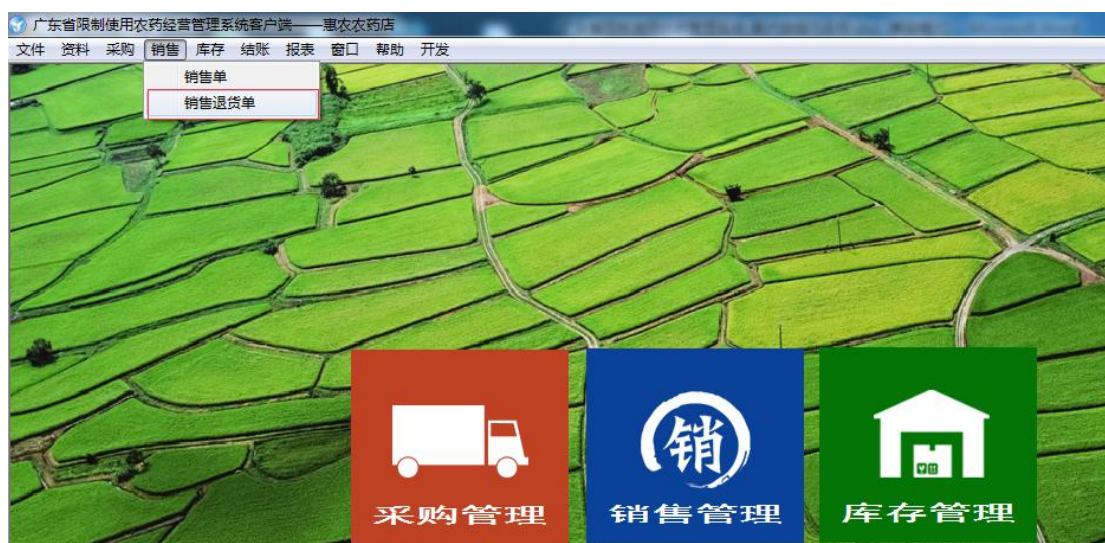 广东省限制使用农药经营管理系统客户端——惠农农药店
文件 资料 采购 销售 库存 结账 报表 窗口 帮助 开发
销售单
销售退货单
销
采购管理 销售管理 库存管理